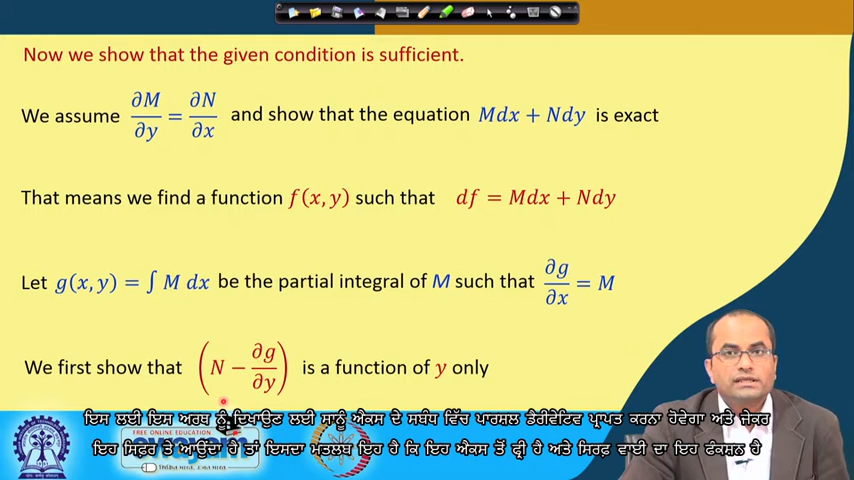 Now we show that the given condition is sufficient.
We assume ∂M/∂y = ∂N/∂x and show that the equation Mdx + Ndy is exact
That means we find a function f(x, y) such that df = Mdx + Ndy
Let g(x, y) = ∫ M dx be the partial integral of M such that ∂g/∂x = M
We first show that (N − ∂g/∂y) is a function of y only
ਇਸ ਲਈ ਇਸ ਅਰਥ ਨੂੰ ਦਿਖਾਉਣ ਲਈ ਸਾਨੂੰ ਐਕਸ ਦੇ ਸਬੰਧ ਵਿੱਚ ਪਾਰਸ਼ਲ ਡੈਰੀਵੇਟਿਵ ਪ੍ਰਾਪਤ ਕਰਨਾ ਹੋਵੇਗਾ ਅਤੇ ਜੇਕਰ
ਇਹ ਸਿਫ਼ਰ ਤੋਂ ਆਉਂਦਾ ਹੈ ਤਾਂ ਇਸਦਾ ਮਤਲਬ ਇਹ ਹੈ ਕਿ ਇਹ ਐਕਸ ਤੋਂ ਫ੍ਰੀ ਹੈ ਅਤੇ ਸਿਰਫ਼ ਵਾਈ ਦਾ ਇਹ ਫੰਕਸ਼ਨ ਹੈ
FREE ONLINE EDUCATION